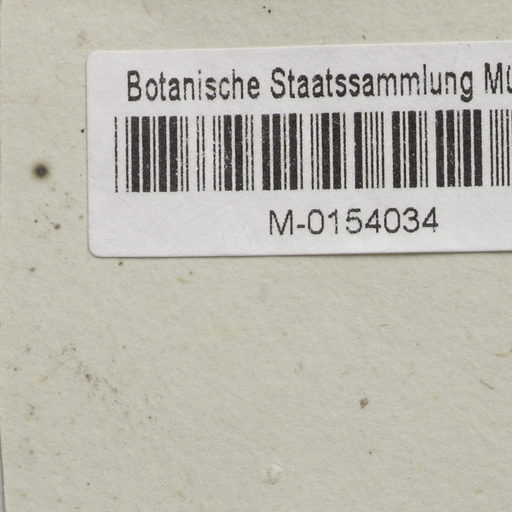 Botanische Staatssammlung
M-0154034